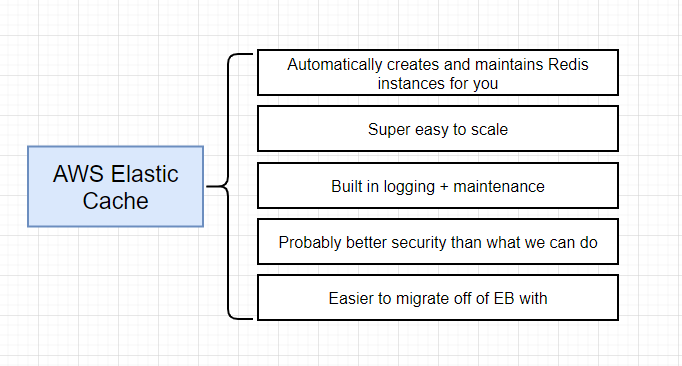 Automatically creates and maintains Redis
instances for you
Super easy to scale
AWS Elastic
Cache
Built in logging + maintenance
Probably better security than what we can do
Easier to migrate off of EB with